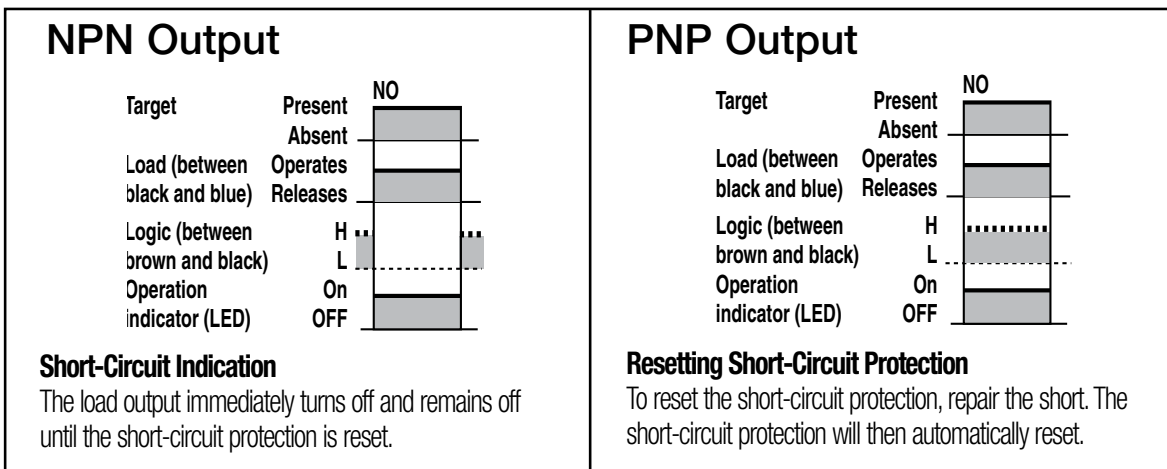 NPN Output
NO
Target Present
Absent
Load (between Operates
black and blue) Releases
Logic (between H
brown and black) L
Operation On
indicator (LED) OFF
Short-Circuit Indication
The load output immediately turns off and remains off
until the short-circuit protection is reset.
PNP Output
NO
Target Present
Absent
Load (between Operates
black and blue) Releases
Logic (between H
brown and black) L
Operation On
indicator (LED) OFF
Resetting Short-Circuit Protection
To reset the short-circuit protection, repair the short. The
short-circuit protection will then automatically reset.